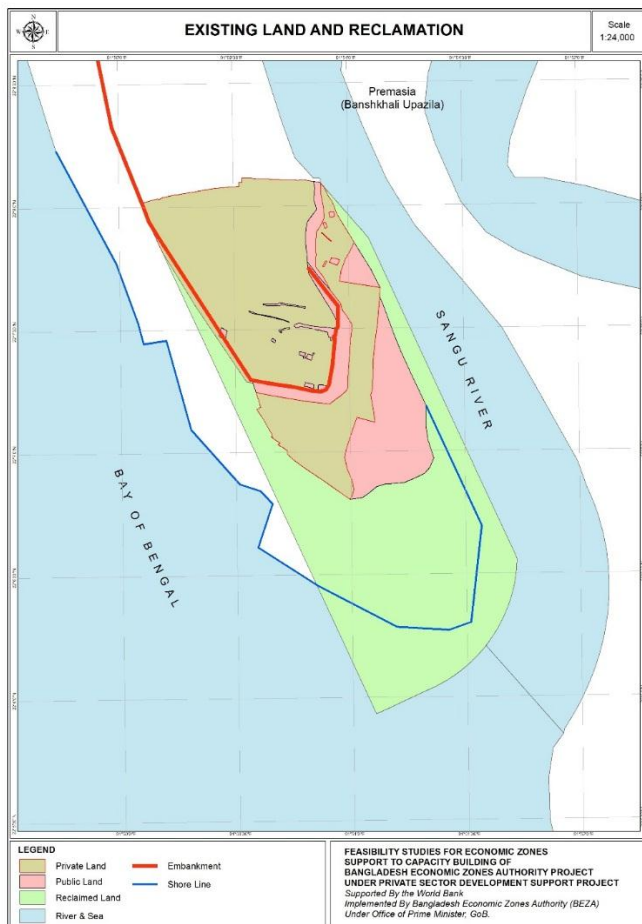 N
W E
S
EXISTING LAND AND RECLAMATION
Scale
1:24,000
Premasia
(Banshkhali Upazila)
SANGU RIVER
BAY OF BENGAL
LEGEND
Private Land
Public Land
Reclaimed Land
River & Sea
Embankment
Shore Line
FEASIBILITY STUDIES FOR ECONOMIC ZONES
SUPPORT TO CAPACITY BUILING OF
BANGLADESH ECONOMIC ZONES AUTHORITY PROJECT
UNDER PRIVATE SECTOR DEVELOPMENT SUPPORT PROJECT
Supported By the World Bank
Implemented By Bangladesh Economic Zones Authority (BEZA)
Under Office of Prime Minister, GoB.